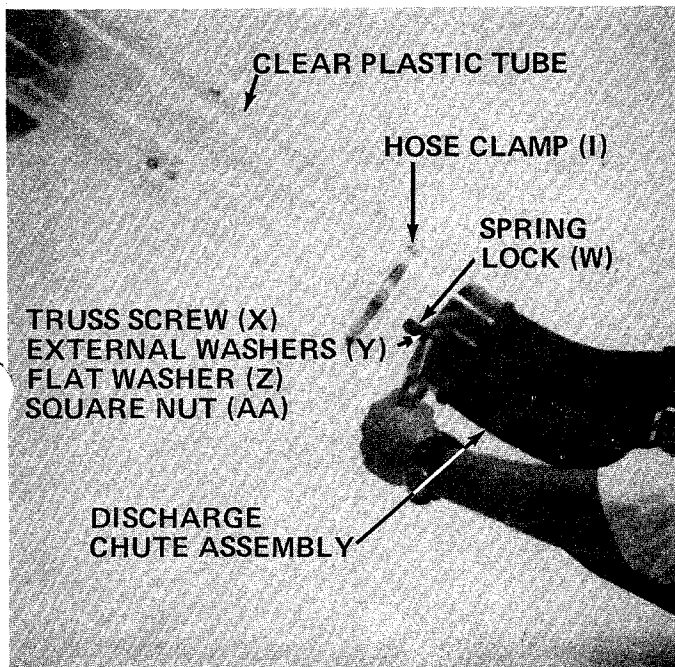 CLEAR PLASTIC TUBE
HOSE CLAMP (I)
SPRING
LOCK (W)
TRUSS SCREW (X)
EXTERNAL WASHERS (Y)
FLAT WASHER (Z)
SQUARE NUT (AA)
DISCHARGE
CHUTE ASSEMBLY